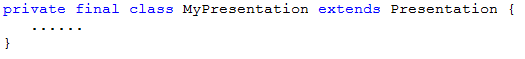 private final class MyPresentation extends Presentation {
   ......
}